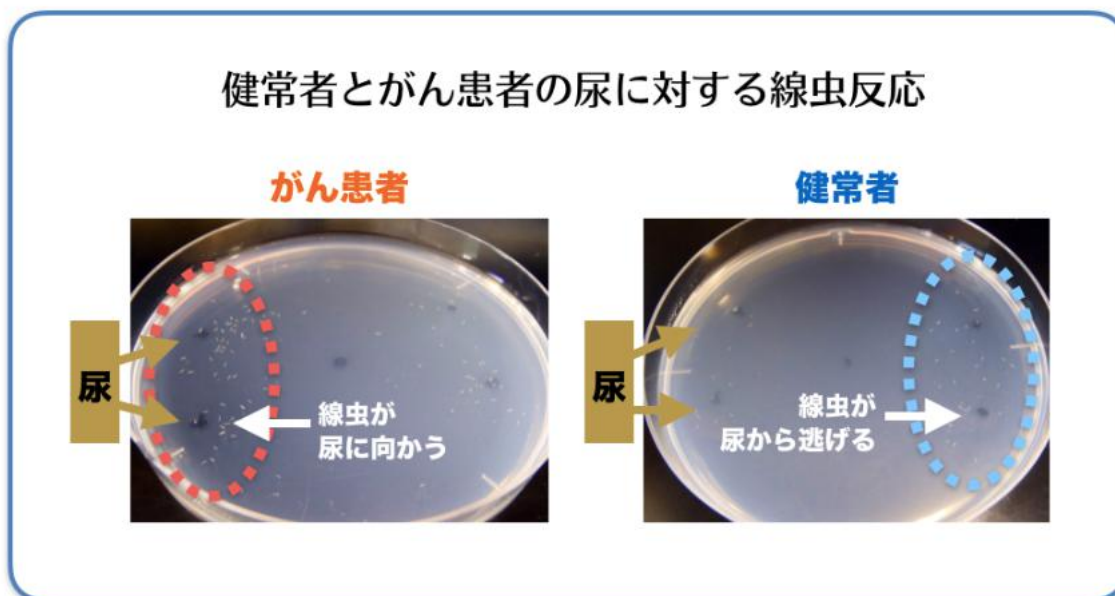 健常者とがん患者の尿に対する線虫反応
がん患者
健常者
尿
線虫が
尿に向かう
尿
線虫が
尿から逃げる